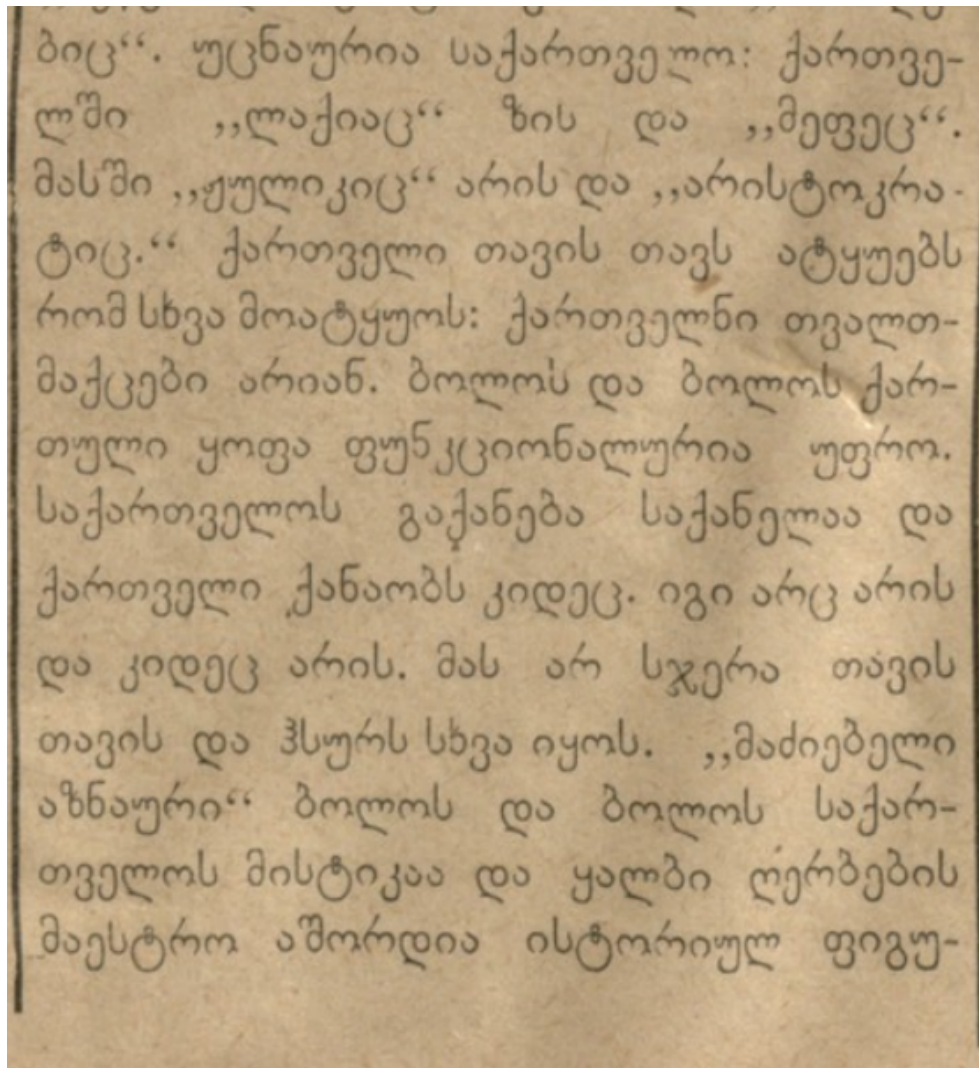 ბიც“. უცნაურია საქართველო: ქართვე-
ლში „ლაქიაც“ ზის და „მეფეც“.
მასში „ჟულიკიც“ არის და „არისტოკრა-
ტიც.“ ქართველი თავის თავს ატყუებს
რომ სხვა მოატყუოს: ქართველნი თვალთ-
მაქცები არიან. ბოლოს და ბოლოს ქარ-
თული ყოფა ფუნკციონალურია უფრო.
საქართველოს გაქანება საქანელაა და
ქართველი ქანაობს კიდეც. იგი არც არის
და კიდეც არის. მას არ სჯერა თავის
თავის და ჰსურს სხვა იყოს. „მაძიებელი
აზნაური“ ბოლოს და ბოლოს საქარ-
თველოს მისტიკაა და ყალბი ღერბების
მაესტრო აშორდია ისტორიულ ფიგუ-